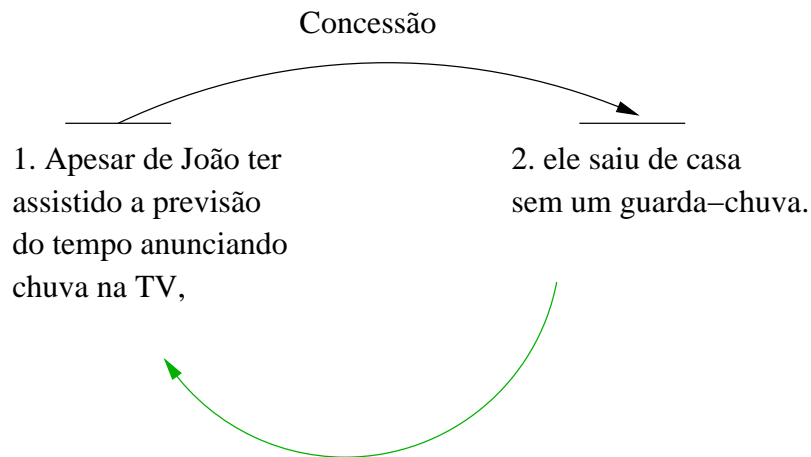 Concessão
1. Apesar de João ter
assistido a previsão
do tempo anunciando
chuva na TV,
2. ele saiu de casa
sem um guarda−chuva.